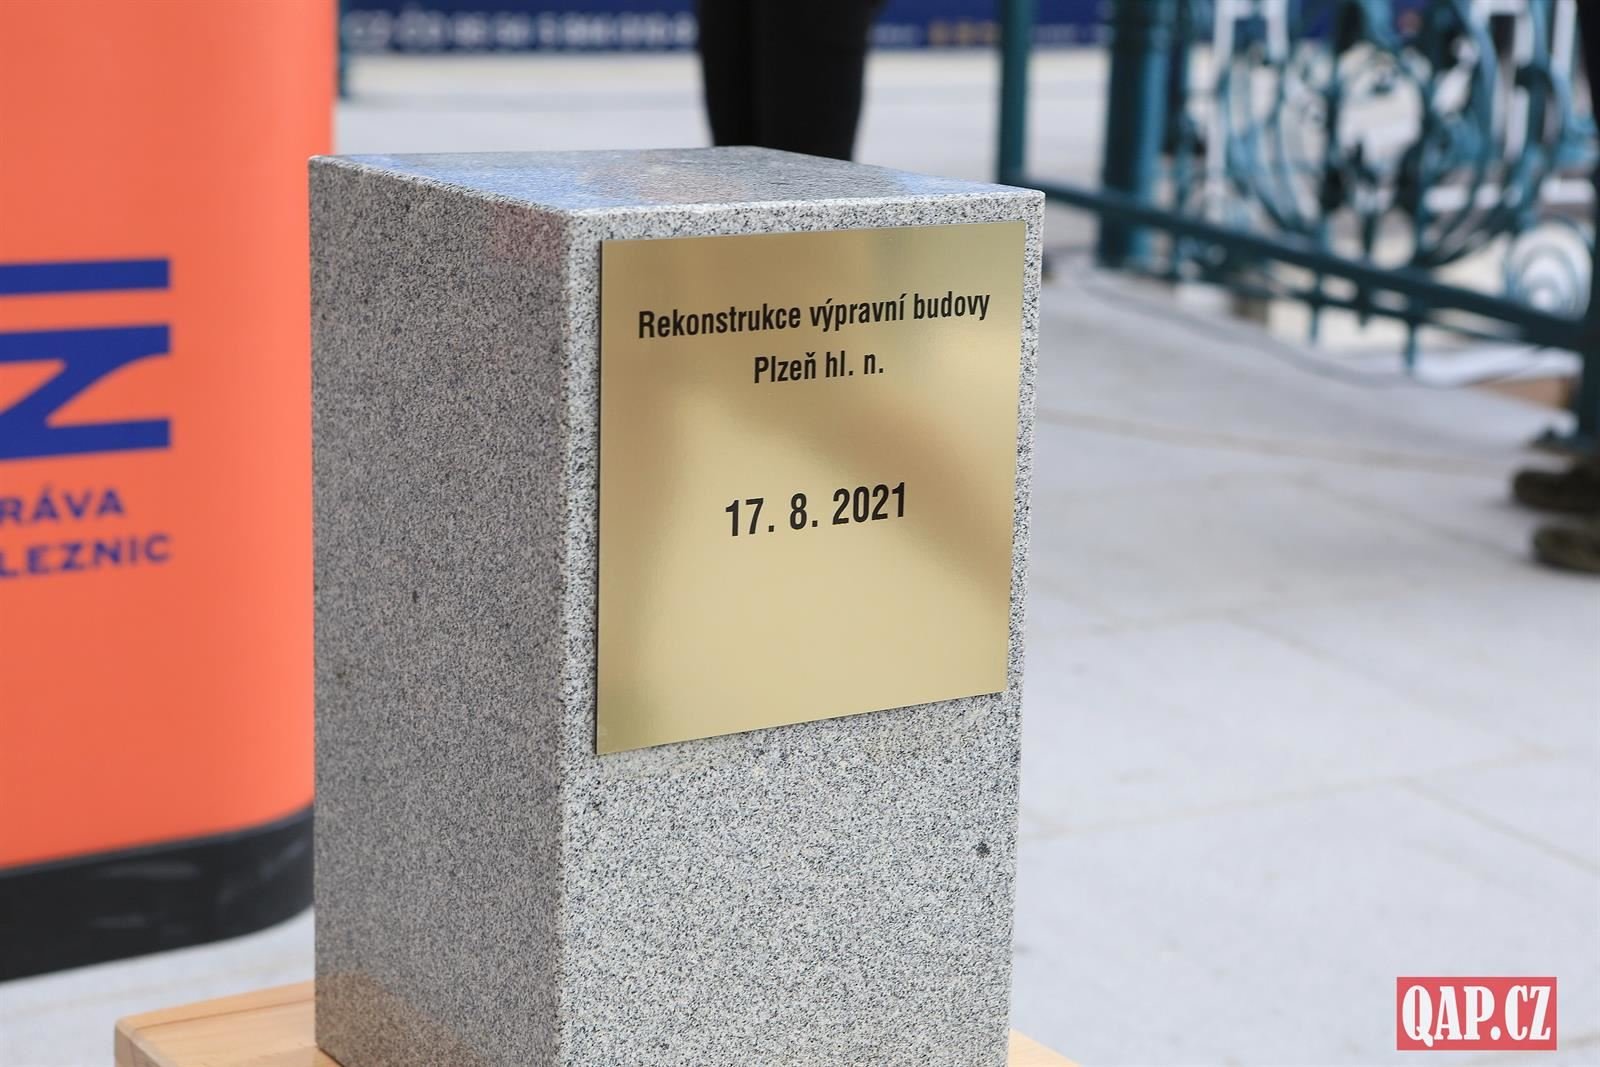 Rekonstrukce výpravní budovy
Plzeň hl. n.
17. 8. 2021
RÁVA
LEZNIC
QAP.CZ